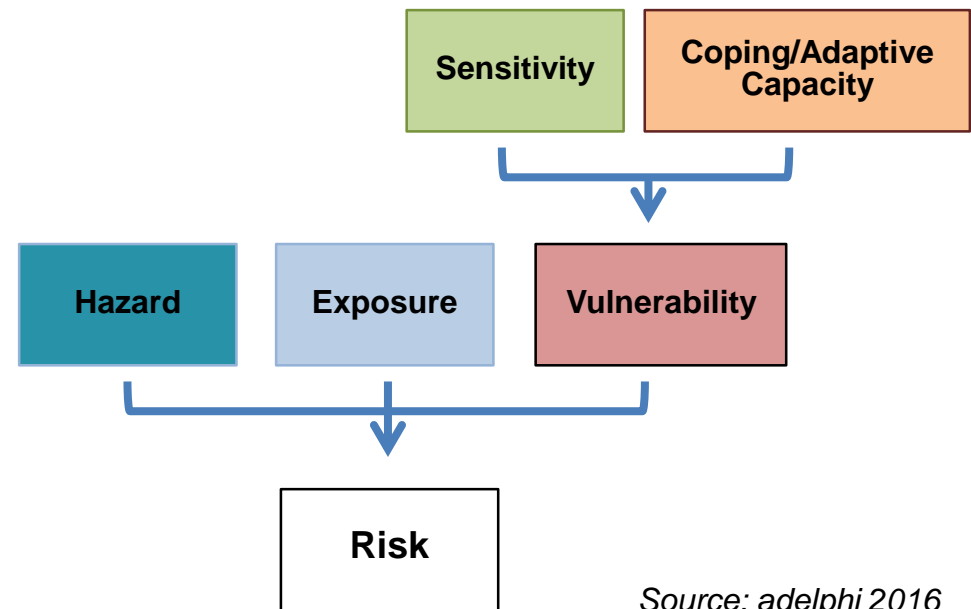 Sensitivity
Coping/Adaptive
Capacity
Hazard
Exposure
Vulnerability
Risk
Source: adelphi 2016